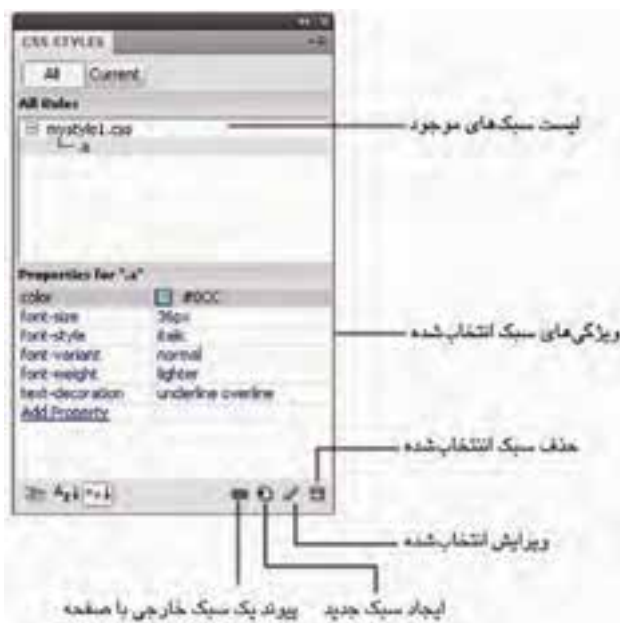 CSS STYLES
All Current
All Rules
mystyle1.css
.a
لیست سبک‌های موجود
Properties for ".a"
color #0CC
font-size 36px
font-style italic
font-variant normal
font-weight lighter
text-decoration underline overline
Add Property
ویژگی‌های سبک انتخاب‌شده
حذف سبک انتتخاب‌شده
ویرایش انتخاب‌شده
ایجاد سبک جدید
پیوند یک سبک خارجی با صفحه